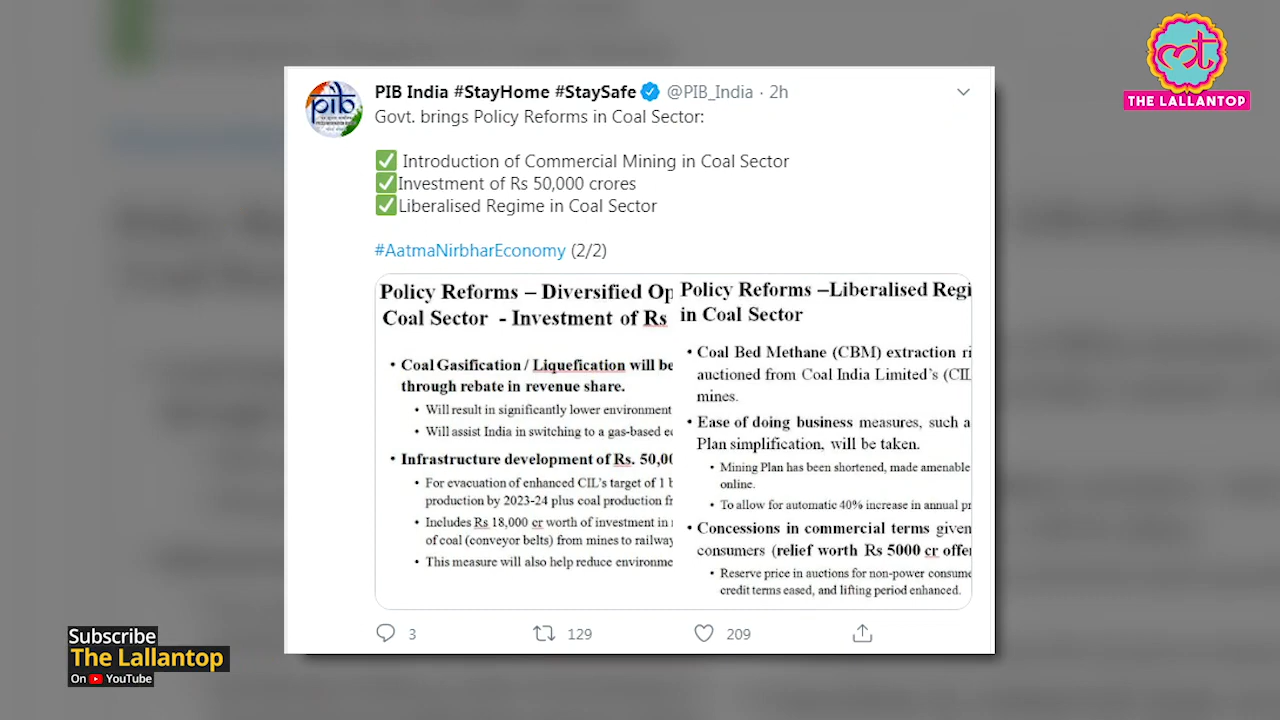 THE LALLANTOP
PIB India #StayHome #StaySafe @PIB_India · 2h
Govt. brings Policy Reforms in Coal Sector:
✅ Introduction of Commercial Mining in Coal Sector
✅Investment of Rs 50,000 crores
✅Liberalised Regime in Coal Sector
#AatmaNirbharEconomy (2/2)
Policy Reforms – Diversified Op
Coal Sector - Investment of Rs
• Coal Gasification / Liquefication will be
through rebate in revenue share.
• Will result in significantly lower environment
• Will assist India in switching to a gas-based e
• Infrastructure development of Rs. 50,00
• For evacuation of enhanced CIL's target of 1 b
production by 2023-24 plus coal production fr
• Includes Rs 18,000 cr worth of investment in
of coal (conveyor belts) from mines to railway
• This measure will also help reduce environme
Policy Reforms –Liberalised Regi
in Coal Sector
• Coal Bed Methane (CBM) extraction ri
auctioned from Coal India Limited's (CIL
mines.
• Ease of doing business measures, such a
Plan simplification, will be taken.
• Mining Plan has been shortened, made amenable
online.
• To allow for automatic 40% increase in annual pr
• Concessions in commercial terms given
consumers (relief worth Rs 5000 cr offe
• Reserve price in auctions for non-power consume
credit terms eased, and lifting period enhanced.
3 129 209
Subscribe
The Lallantop
On YouTube